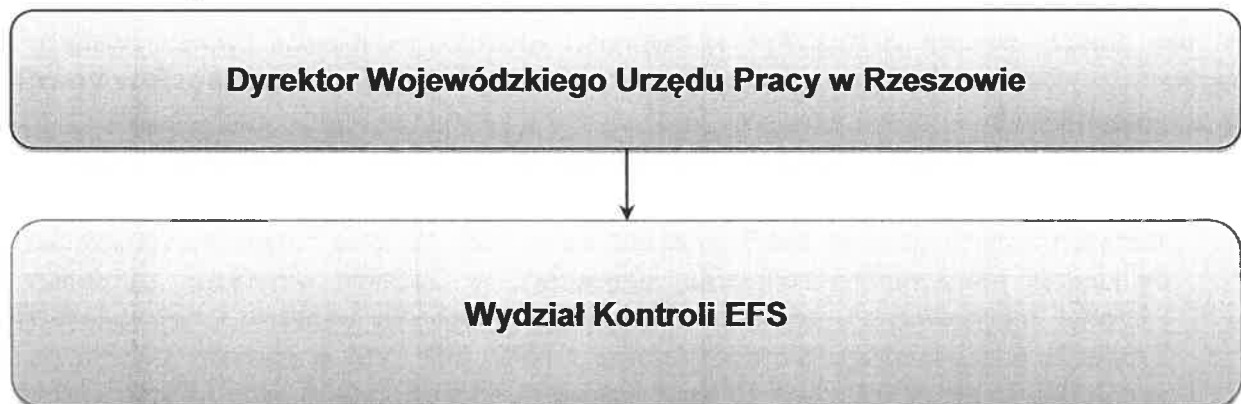 Dyrektor Wojewódzkiego Urzędu Pracy w Rzeszowie
Wydział Kontroli EFS